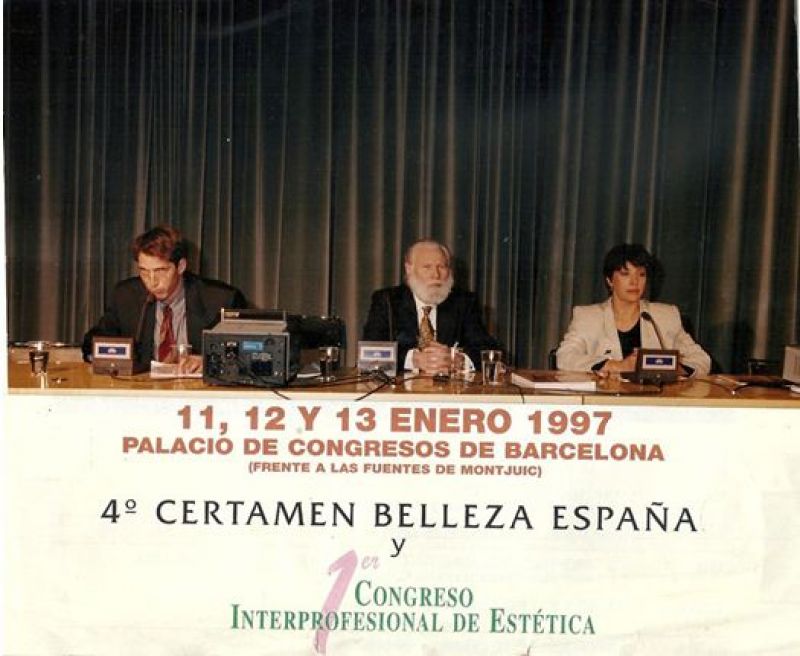 11, 12 Y 13 ENERO 1997
PALACIO DE CONGRESOS DE BARCELONA
(FRENTE A LAS FUENTES DE MONTJUIC)
4º CERTAMEN BELLEZA ESPAÑA
y
1er CONGRESO
INTERPROFESIONAL DE ESTÉTICA